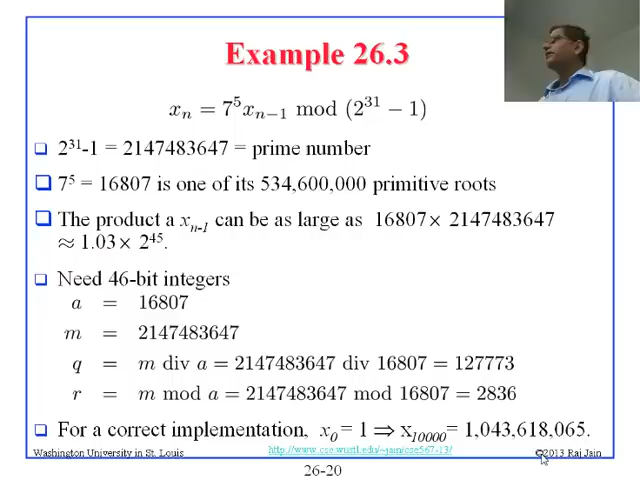 Example 26.3
xₙ = 7⁵xₙ₋₁ mod (2³¹ − 1)
❑ 2³¹-1 = 2147483647 = prime number
❑ 7⁵ = 16807 is one of its 534,600,000 primitive roots
❑ The product a xₙ₋₁ can be as large as 16807 × 2147483647
≈ 1.03 × 2⁴⁵.
❑ Need 46-bit integers
a = 16807
m = 2147483647
q = m div a = 2147483647 div 16807 = 127773
r = m mod a = 2147483647 mod 16807 = 2836
❑ For a correct implementation, x₀ = 1 ⇒ x₁₀₀₀₀ = 1,043,618,065.
Washington University in St. Louis http://www.cse.wustl.edu/~jain/cse567-13/ ©2013 Raj Jain
26-20